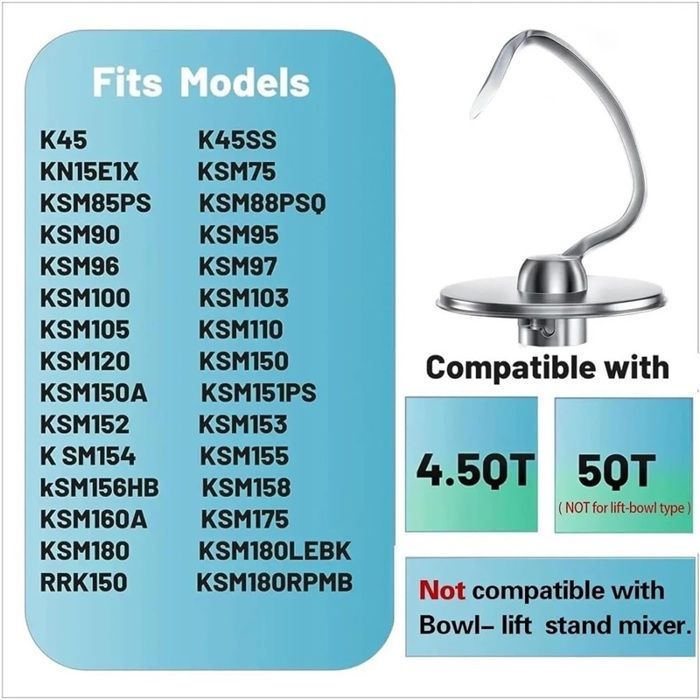 Fits Models
K45 K45SS
KN15E1X KSM75
KSM85PS KSM88PSQ
KSM90 KSM95
KSM96 KSM97
KSM100 KSM103
KSM105 KSM110
KSM120 KSM150
KSM150A KSM151PS
KSM152 KSM153
K SM154 KSM155
kSM156HB KSM158
KSM160A KSM175
KSM180 KSM180LEBK
RRK150 KSM180RPMB
Compatible with
4.5QT
5QT
( NOT for lift-bowl type )
Not compatible with
Bowl- lift stand mixer.